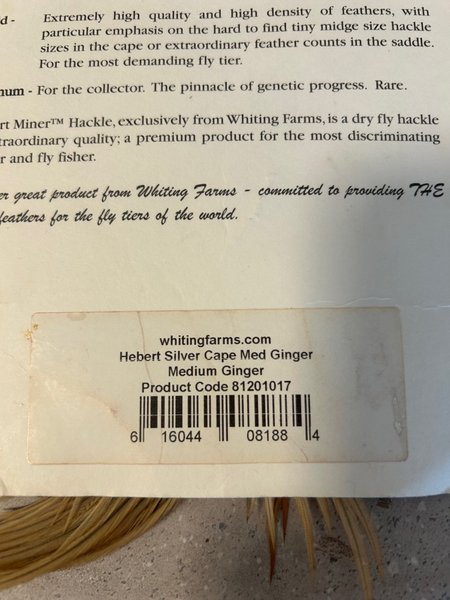 d - Extremely high quality and high density of feathers, with
particular emphasis on the hard to find tiny midge size hackle
sizes in the cape or extraordinary feather counts in the saddle.
For the most demanding fly tier.
num - For the collector. The pinnacle of genetic progress. Rare.
rt Miner™ Hackle, exclusively from Whiting Farms, is a dry fly hackle
traordinary quality; a premium product for the most discriminating
r and fly fisher.
er great product from Whiting Farms - committed to providing THE
feathers for the fly tiers of the world.
whitingfarms.com
Hebert Silver Cape Med Ginger
Medium Ginger
Product Code 81201017
6 16044 08188 4